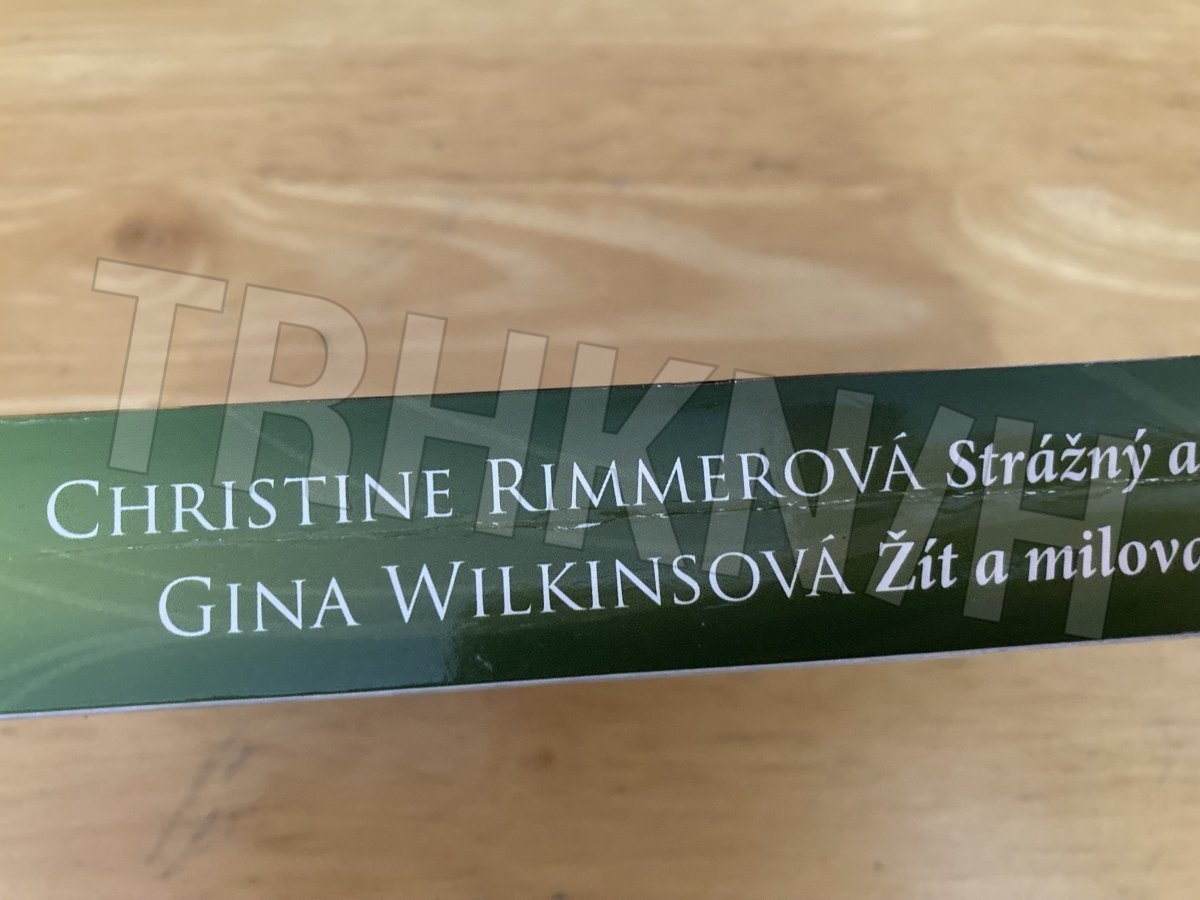 TRHKNIH
CHRISTINE RIMMEROVÁ Strážný a
GINA WILKINSOVÁ Žít a milova